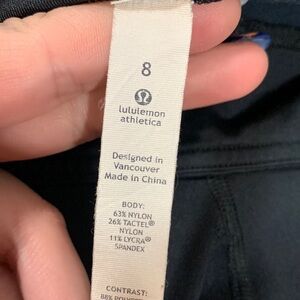 8
lululemon
athletica
Designed in
Vancouver
Made in China
BODY:
63% NYLON
26% TACTEL®
NYLON
11% LYCRA®
SPANDEX
CONTRAST: